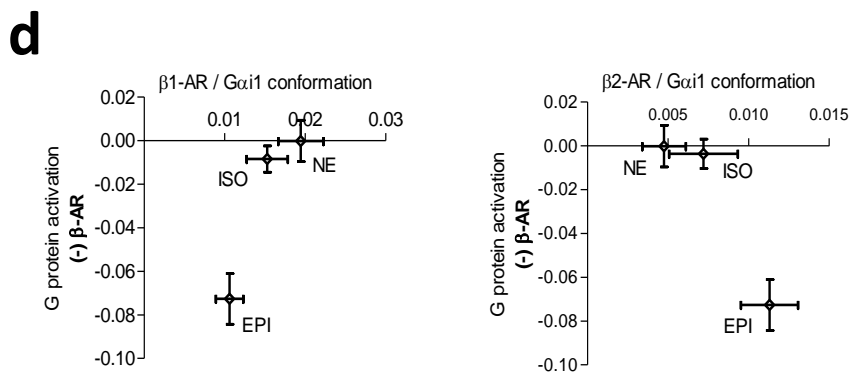 d
β1-AR / Gαi1 conformation
0.02
0.01
0.02
0.03
0.00
NE
ISO
-0.02
-0.04
-0.06
-0.08
EPI
-0.10
G protein activation
(-) β-AR
β2-AR / Gαi1 conformation
0.02
0.005
0.010
0.015
0.00
NE
ISO
-0.02
-0.04
-0.06
-0.08
EPI
-0.10
G protein activation
(-) β-AR